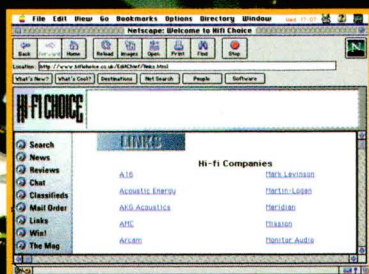 File Edit View Go Bookmarks Options Directory Window
Netscape: Welcome to Hifi Choice
Back Forward Home Reload Images Open Print Find Stop
Location: http://www.hifichoice.co.uk/EditChief/links.html
What's New? What's Cool? Destinations Net Search People Software
HI-FI CHOICE
LINKS
Search
News
Reviews
Chat
Classifieds
Mail Order
Links
Win!
The Mag
Hi-fi Companies
A16
Mark Levinson
Acoustic Energy
Martin-Logan
AKG Acoustics
Meridian
AMC
Mission
Arcam
Monitor Audio